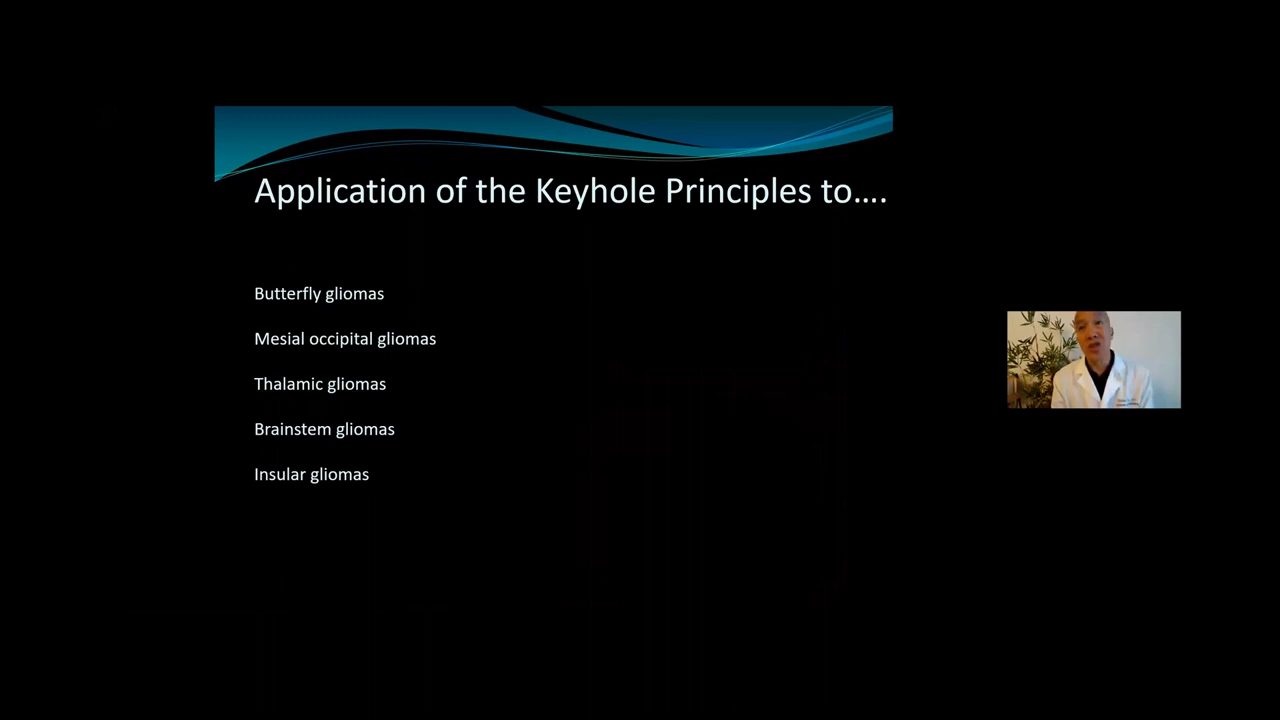 Application of the Keyhole Principles to….
Butterfly gliomas
Mesial occipital gliomas
Thalamic gliomas
Brainstem gliomas
Insular gliomas